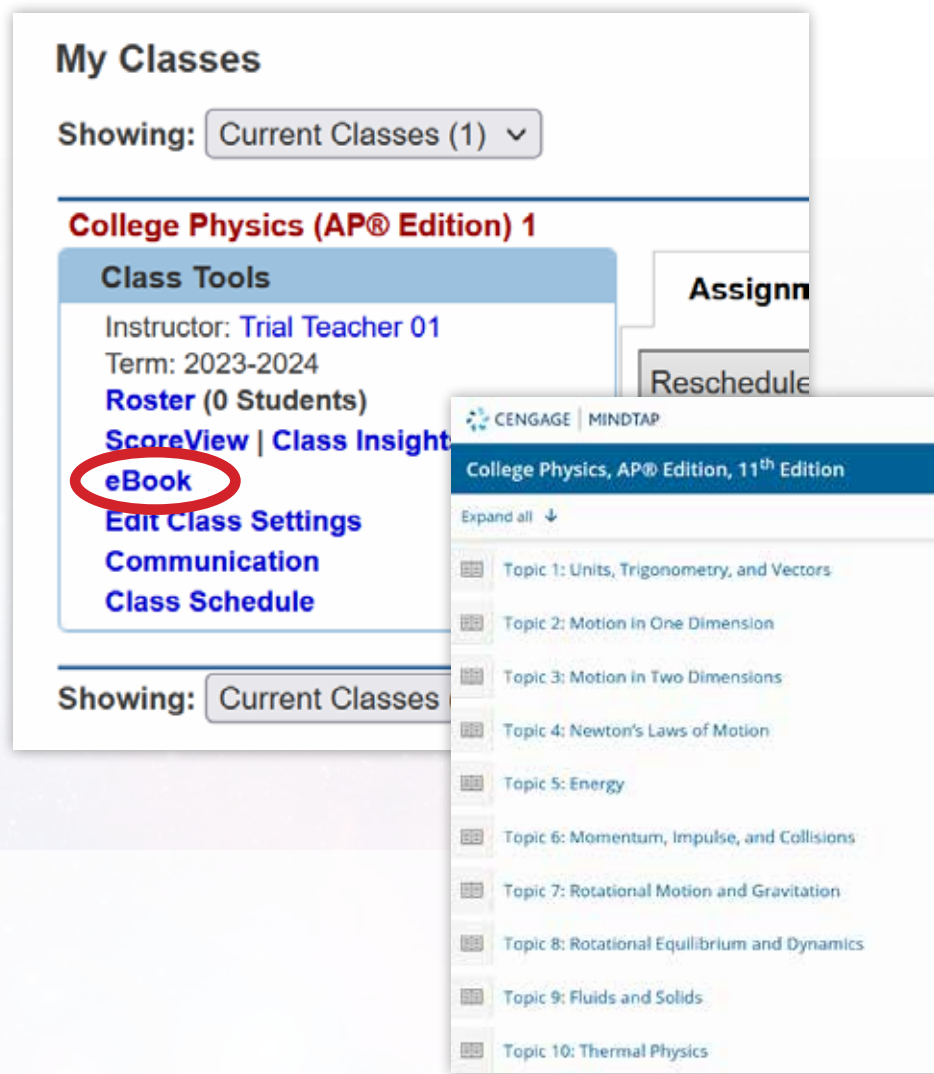 My Classes
Showing: Current Classes (1)
College Physics (AP® Edition) 1
Class Tools
Instructor: Trial Teacher 01
Term: 2023-2024
Roster (0 Students)
ScoreView | Class Insight
eBook
Edit Class Settings
Communication
Class Schedule
Showing: Current Classes
Assignm
Reschedule
CENGAGE | MINDTAP
College Physics, AP® Edition, 11th Edition
Expand all
Topic 1: Units, Trigonometry, and Vectors
Topic 2: Motion in One Dimension
Topic 3: Motion in Two Dimensions
Topic 4: Newton's Laws of Motion
Topic 5: Energy
Topic 6: Momentum, Impulse, and Collisions
Topic 7: Rotational Motion and Gravitation
Topic 8: Rotational Equilibrium and Dynamics
Topic 9: Fluids and Solids
Topic 10: Thermal Physics